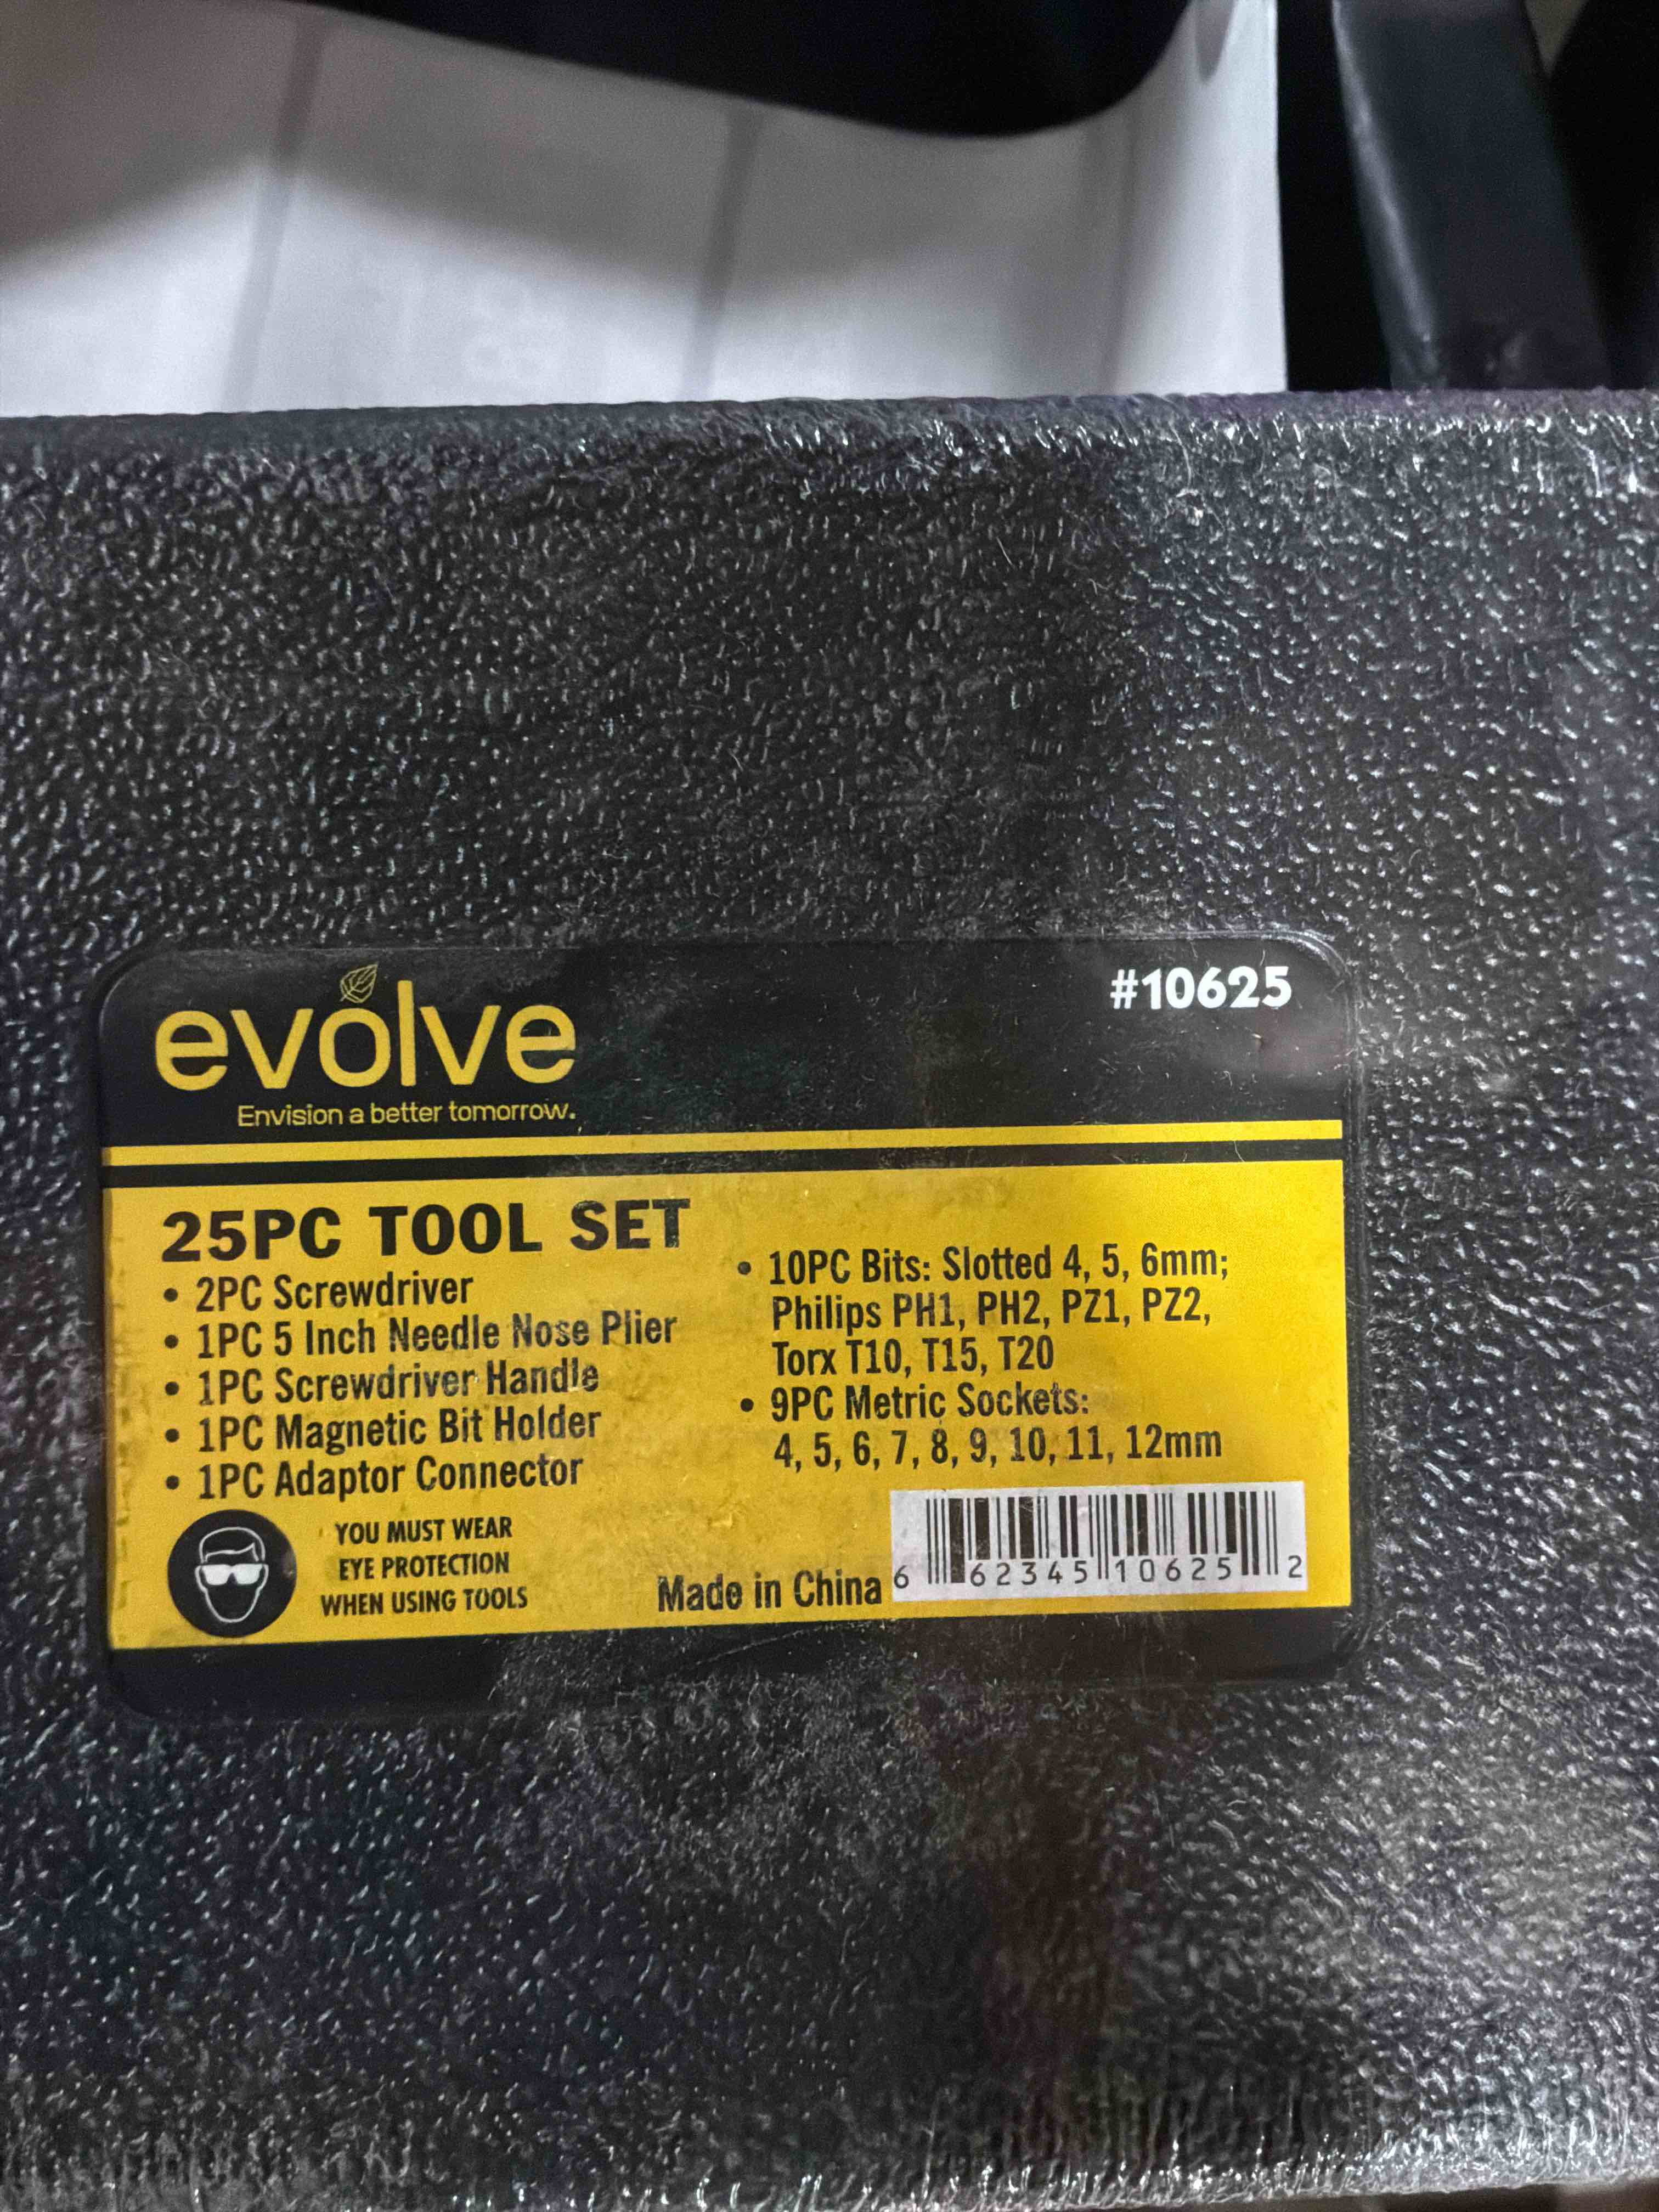 evolve
Envision a better tomorrow.
#10625
25PC TOOL SET
• 2PC Screwdriver
• 1PC 5 Inch Needle Nose Plier
• 1PC Screwdriver Handle
• 1PC Magnetic Bit Holder
• 1PC Adaptor Connector
• 10PC Bits: Slotted 4, 5, 6mm;
Philips PH1, PH2, PZ1, PZ2,
Torx T10, T15, T20
• 9PC Metric Sockets:
4, 5, 6, 7, 8, 9, 10, 11, 12mm
YOU MUST WEAR
EYE PROTECTION
WHEN USING TOOLS
Made in China
6 62345 10625 2